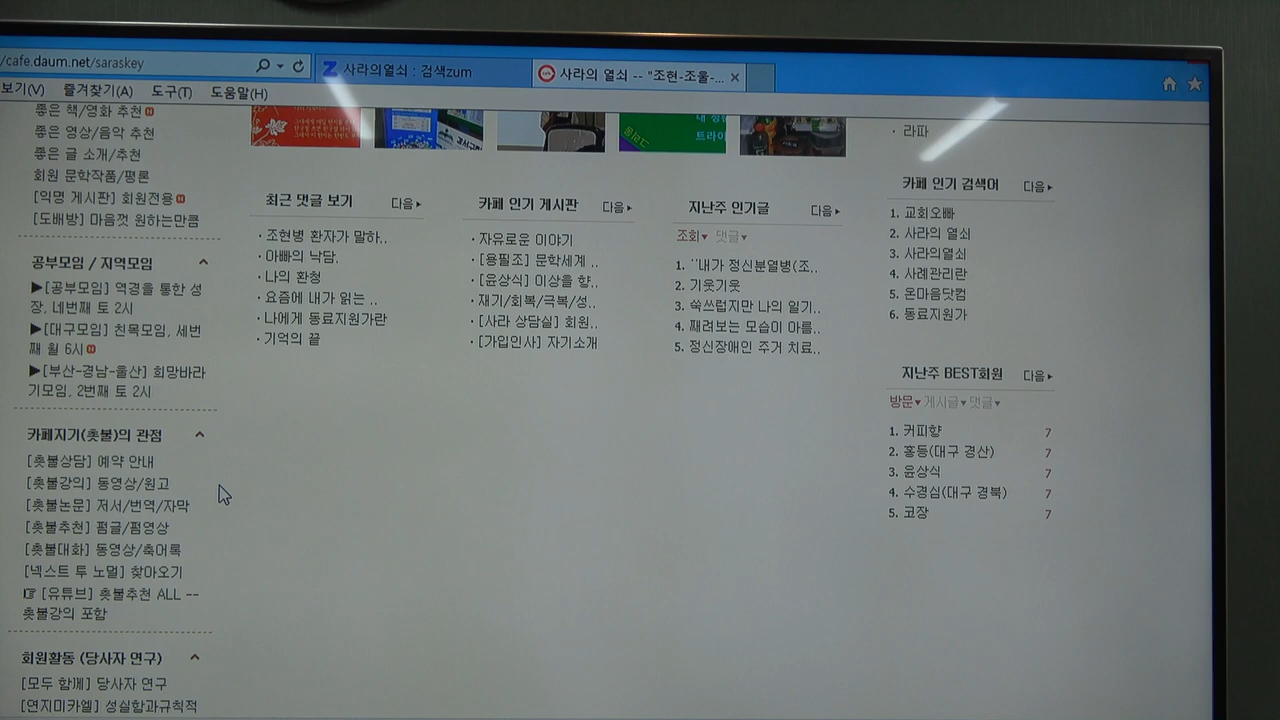 /cafe.daum.net/saraskey
사라의열쇠 : 검색zum
사라의 열쇠 -- "조현-조울-...
보기(V) 즐겨찾기(A) 도구(T) 도움말(H)
좋은 책/영화 추천
좋은 영상/음악 추천
좋은 글 소개/추천
회원 문학작품/평론
[익명 게시판] 회원전용
[도배방] 마음껏 원하는만큼
공부모임 / 지역모임
▶[공부모임] 역경을 통한 성
장, 네번째 토 2시
▶[대구모임] 친목모임, 세번
째 월 6시
▶[부산-경남-울산] 희망바라
기모임, 2번째 토 2시
카페지기(촛불)의 관점
[촛불상담] 예약 안내
[촛불강의] 동영상/원고
[촛불논문] 저서/번역/자막
[촛불추천] 펌글/펌영상
[촛불대화] 동영상/축어록
[넥스트 투 노멀] 찾아오기
☞ [유튜브] 촛불추천 ALL --
촛불강의 포함
회원활동 (당사자 연구)
[모두 함께] 당사자 연구
[연지미카엘] 성실함과규칙적
최근 댓글 보기 다음▸
· 조현병 환자가 말하..
· 아빠의 낙담.
· 나의 환청
· 요즘에 내가 읽는 ..
· 나에게 동료지원가란
· 기억의 끝
카페 인기 게시판 다음▸
· 자유로운 이야기
· [용필조] 문학세계 ..
· [윤상식] 이상을 향..
· 재기/회복/극복/성..
· [사라 상담실] 회원..
· [가입인사] 자기소개
트라이
지난주 인기글 다음▸
조회▾ 댓글▾
1. ``내가 정신분열병(조..
2. 기웃기웃
3. 쑥쓰럽지만 나의 일기..
4. 째려보는 모습이 아름..
5. 정신장애인 주거 치료..
· 라파
카페 인기 검색어 다음▸
1. 교회오빠
2. 사라의 열쇠
3. 사라의열쇠
4. 사례관리란
5. 온마음닷컴
6. 동료지원가
지난주 BEST회원 다음▸
방문▾ 게시글▾ 댓글▾
1. 커피향 7
2. 홍등(대구 경산) 7
3. 윤상식 7
4. 수경심(대구 경북) 7
5. 코장 7